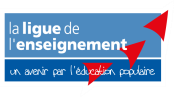 la ligue de
l'enseignement
un avenir par l'éducation populaire